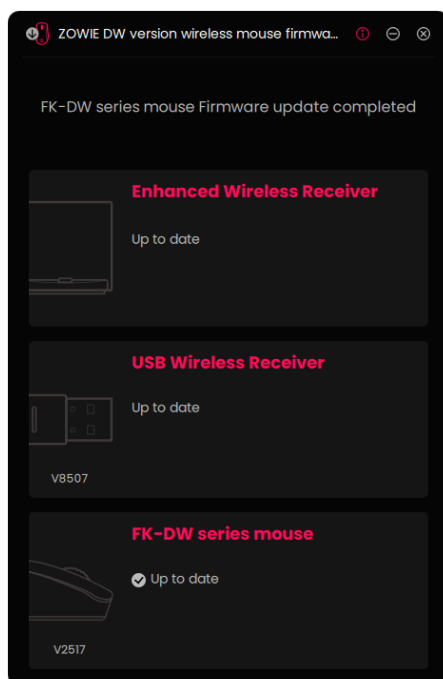 ZOWIE DW version wireless mouse firmwa...
FK-DW series mouse Firmware update completed
Enhanced Wireless Receiver
Up to date
USB Wireless Receiver
Up to date
V8507
FK-DW series mouse
Up to date
V2517